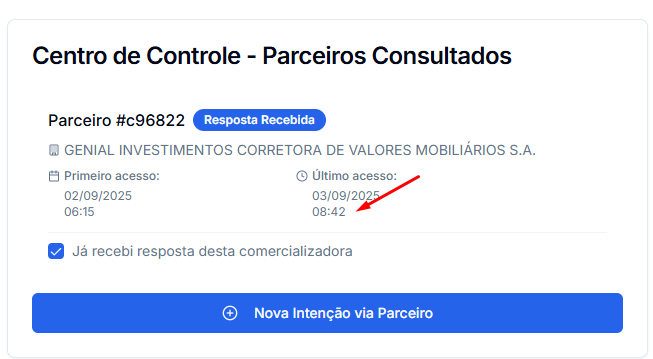 Centro de Controle - Parceiros Consultados
Parceiro #c96822 Resposta Recebida
GENIAL INVESTIMENTOS CORRETORA DE VALORES MOBILIÁRIOS S.A.
Primeiro acesso: Último acesso:
02/09/2025 03/09/2025
06:15 08:42
Já recebi resposta desta comercializadora
Nova Intenção via Parceiro